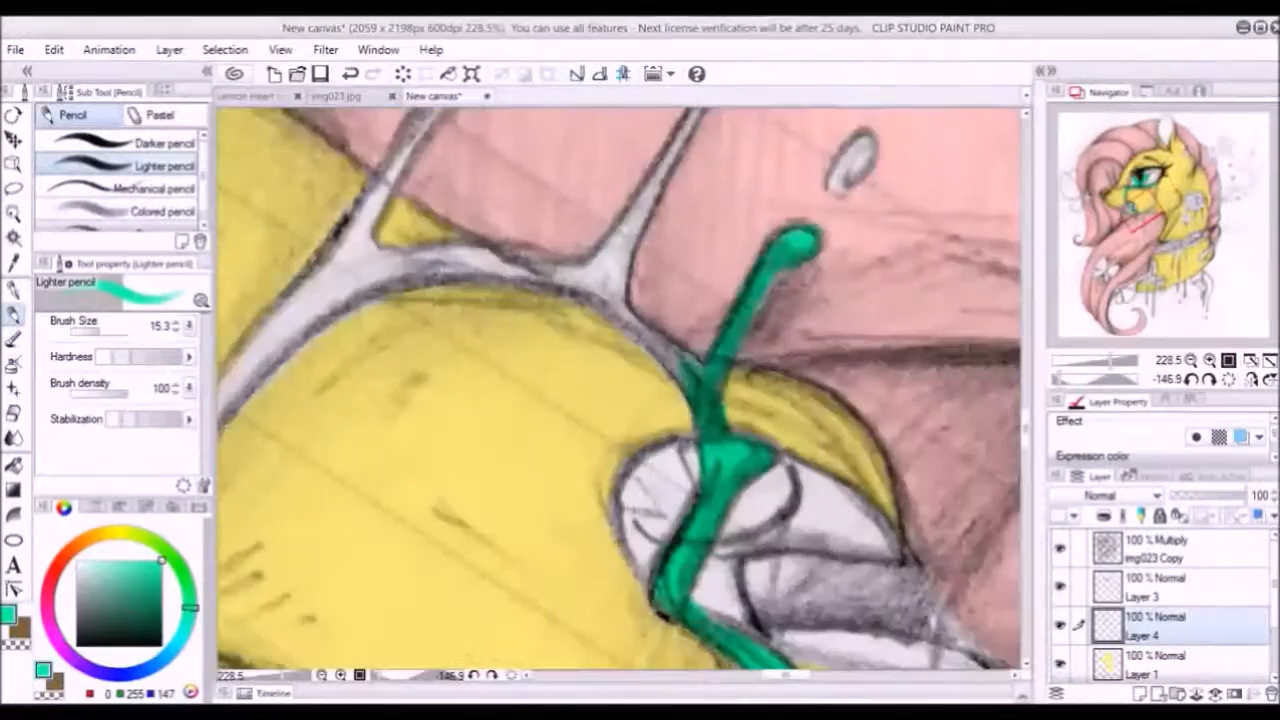 New canvas* (2059 x 2198px 600dpi 228.5%) You can use all features - Next license verification will be after 25 days. CLIP STUDIO PAINT PRO
File Edit Animation Layer Selection View Filter Window Help
Sub Tool [Pencil]
img023.jpg New canvas*
Navigator
Pencil Pastel
Darker pencil
Lighter pencil
Mechanical pencil
Colored pencil
Tool property [Lighter pencil]
Lighter pencil
Brush Size 15.3
Hardness
Brush density 100
Stabilization
228.5
-146.9
Layer Property
Effect
Expression color
Layer
Normal 100
100 % Multiply
img023 Copy
100 % Normal
Layer 3
100 % Normal
Layer 4
100 % Normal
Layer 1
228.5 -146.9
0 255 147
Timeline